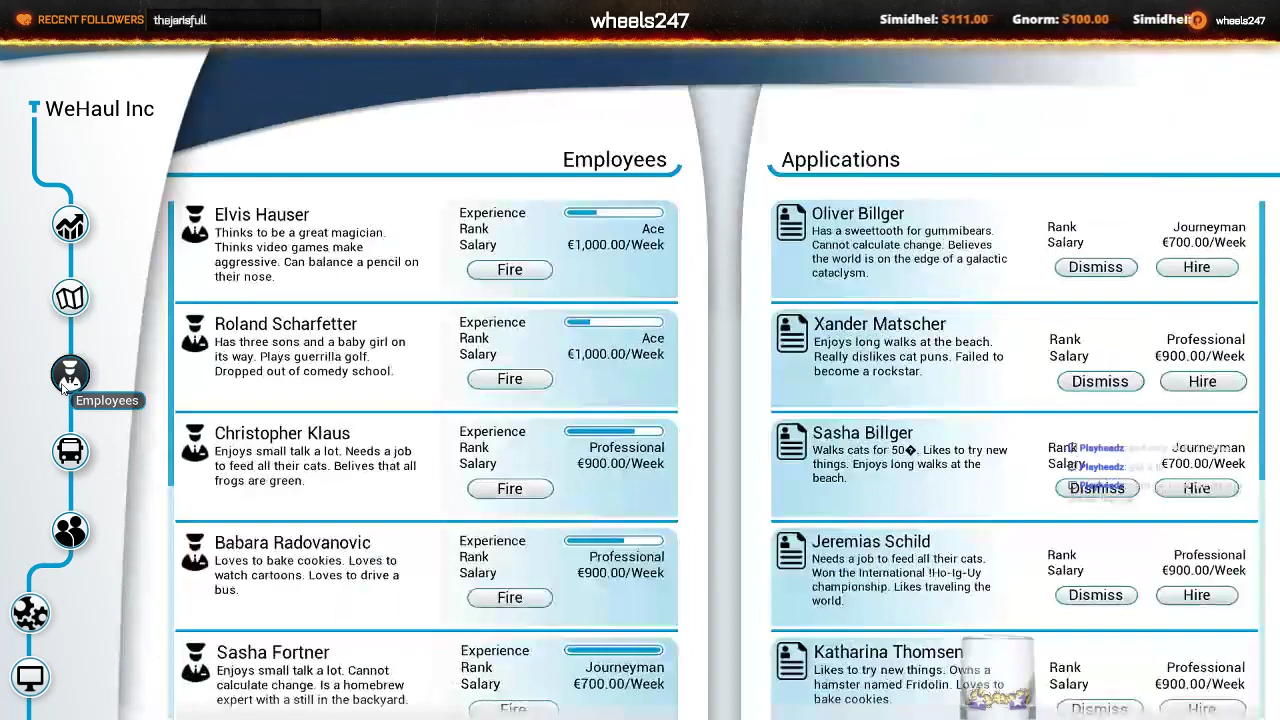 RECENT FOLLOWERS thejarisfull
wheels247
Simidhel: $111.00 Gnorm: $100.00 Simidhel
wheels247
WeHaul Inc
Employees
Employees
Elvis Hauser
Thinks to be a great magician.
Thinks video games make
aggressive. Can balance a pencil on
their nose.
Experience
Rank Ace
Salary €1,000.00/Week
Fire
Roland Scharfetter
Has three sons and a baby girl on
its way. Plays guerrilla golf.
Dropped out of comedy school.
Experience
Rank Ace
Salary €1,000.00/Week
Fire
Christopher Klaus
Enjoys small talk a lot. Needs a job
to feed all their cats. Belives that all
frogs are green.
Experience
Rank Professional
Salary €900.00/Week
Fire
Babara Radovanovic
Loves to bake cookies. Loves to
watch cartoons. Loves to drive a
bus.
Experience
Rank Professional
Salary €900.00/Week
Fire
Sasha Fortner
Enjoys small talk a lot. Cannot
calculate change. Is a homebrew
expert with a still in the backyard.
Experience
Rank Journeyman
Salary €700.00/Week
Fire
Applications
Oliver Billger
Has a sweettooth for gummibears.
Cannot calculate change. Believes
the world is on the edge of a galactic
cataclysm.
Rank Journeyman
Salary €700.00/Week
Dismiss Hire
Xander Matscher
Enjoys long walks at the beach.
Really dislikes cat puns. Failed to
become a rockstar.
Rank Professional
Salary €900.00/Week
Dismiss Hire
Sasha Billger
Walks cats for 50�. Likes to try new
things. Enjoys long walks at the
beach.
Rank Journeyman
Salary €700.00/Week
Dismiss Hire
Playheadz
Playheadz
Playheadz
Jeremias Schild
Needs a job to feed all their cats.
Won the International !Ho-Ig-Uy
championship. Likes traveling the
world.
Rank Professional
Salary €900.00/Week
Dismiss Hire
Katharina Thomsen
Likes to try new things. Owns a
hamster named Fridolin. Loves to
bake cookies.
Rank Professional
Salary €900.00/Week
Dismiss Hire